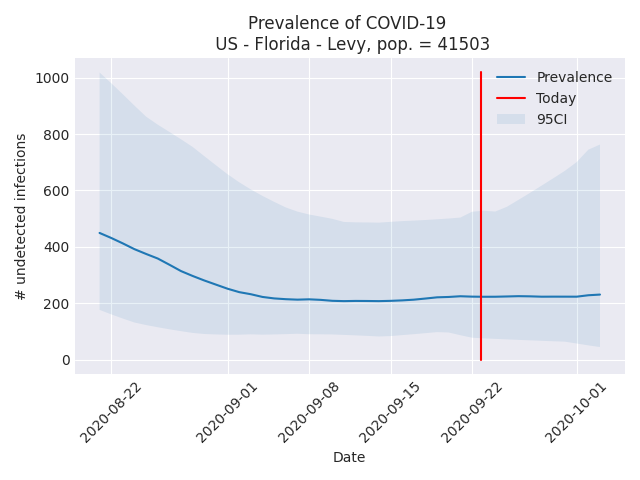 Prevalence of COVID-19
US - Florida - Levy, pop. = 41503
1000
800
600
400
200
0
# undetected infections
Prevalence
Today
95CI
2020-08-22
2020-09-01
2020-09-08
2020-09-15
2020-09-22
2020-10-01
Date